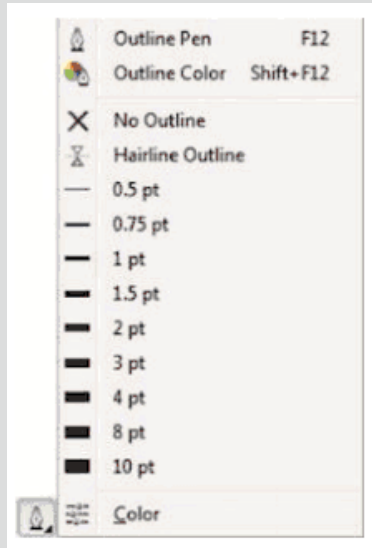 Outline Pen F12
Outline Color Shift+F12
No Outline
Hairline Outline
0.5 pt
0.75 pt
1 pt
1.5 pt
2 pt
3 pt
4 pt
8 pt
10 pt
Color